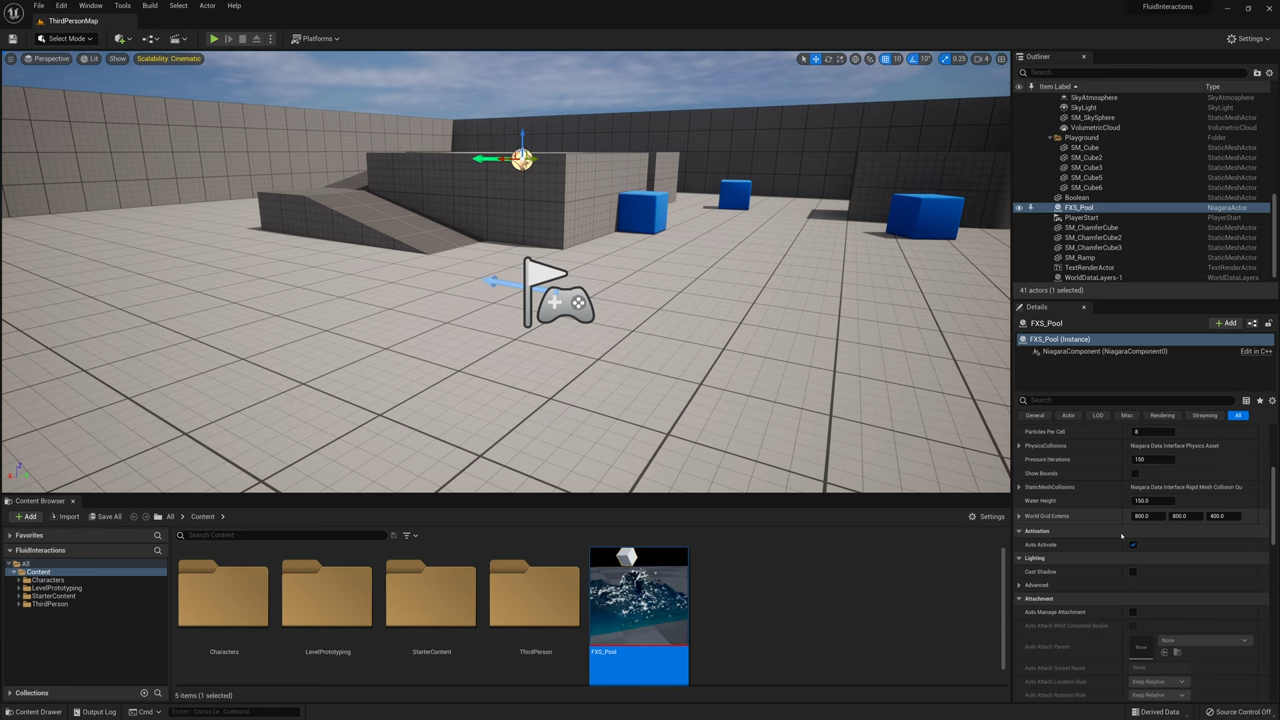 File Edit Window Tools Build Select Actor Help
FluidInteractions
ThirdPersonMap
Select Mode
Platforms
Settings
Perspective Lit Show Scalability: Cinematic
10 10° 0.25 4
Outliner
Search...
Item Label Type
SkyAtmosphere SkyAtmosphere
SkyLight SkyLight
SM_SkySphere StaticMeshActor
VolumetricCloud VolumetricCloud
Playground Folder
SM_Cube StaticMeshActor
SM_Cube2 StaticMeshActor
SM_Cube3 StaticMeshActor
SM_Cube5 StaticMeshActor
SM_Cube6 StaticMeshActor
Boolean StaticMeshActor
FXS_Pool NiagaraActor
PlayerStart PlayerStart
SM_ChamferCube StaticMeshActor
SM_ChamferCube2 StaticMeshActor
SM_ChamferCube3 StaticMeshActor
SM_Ramp StaticMeshActor
TextRenderActor TextRenderActor
WorldDataLayers-1 WorldDataLayers
41 actors (1 selected)
Details
FXS_Pool
Add
FXS_Pool (Instance)
NiagaraComponent (NiagaraComponent0) Edit in C++
Search
General Actor LOD Misc Rendering Streaming All
Particles Per Cell 8
PhysicsCollisions Niagara Data Interface Physics Asset
Pressure Iterations 150
Show Bounds
StaticMeshCollisions Niagara Data Interface Rigid Mesh Collision Qu
Water Height 150.0
World Grid Extents 800.0 800.0 400.0
Activation
Auto Activate
Lighting
Cast Shadow
Advanced
Attachment
Auto Manage Attachment
Auto Attach Weld Simulated Bodies
Auto Attach Parent None None
Auto Attach Socket Name None
Auto Attach Location Rule Keep Relative
Auto Attach Rotation Rule Keep Relative
Content Browser
Add Import Save All All Content Settings
Favorites
FluidInteractions
All
Content
Characters
LevelPrototyping
StarterContent
ThirdPerson
Collections
Search Content
Characters LevelPrototyping StarterContent ThirdPerson FXS_Pool
5 items (1 selected)
Content Drawer Output Log Cmd Enter Console Command Derived Data Source Control Off
Z
X